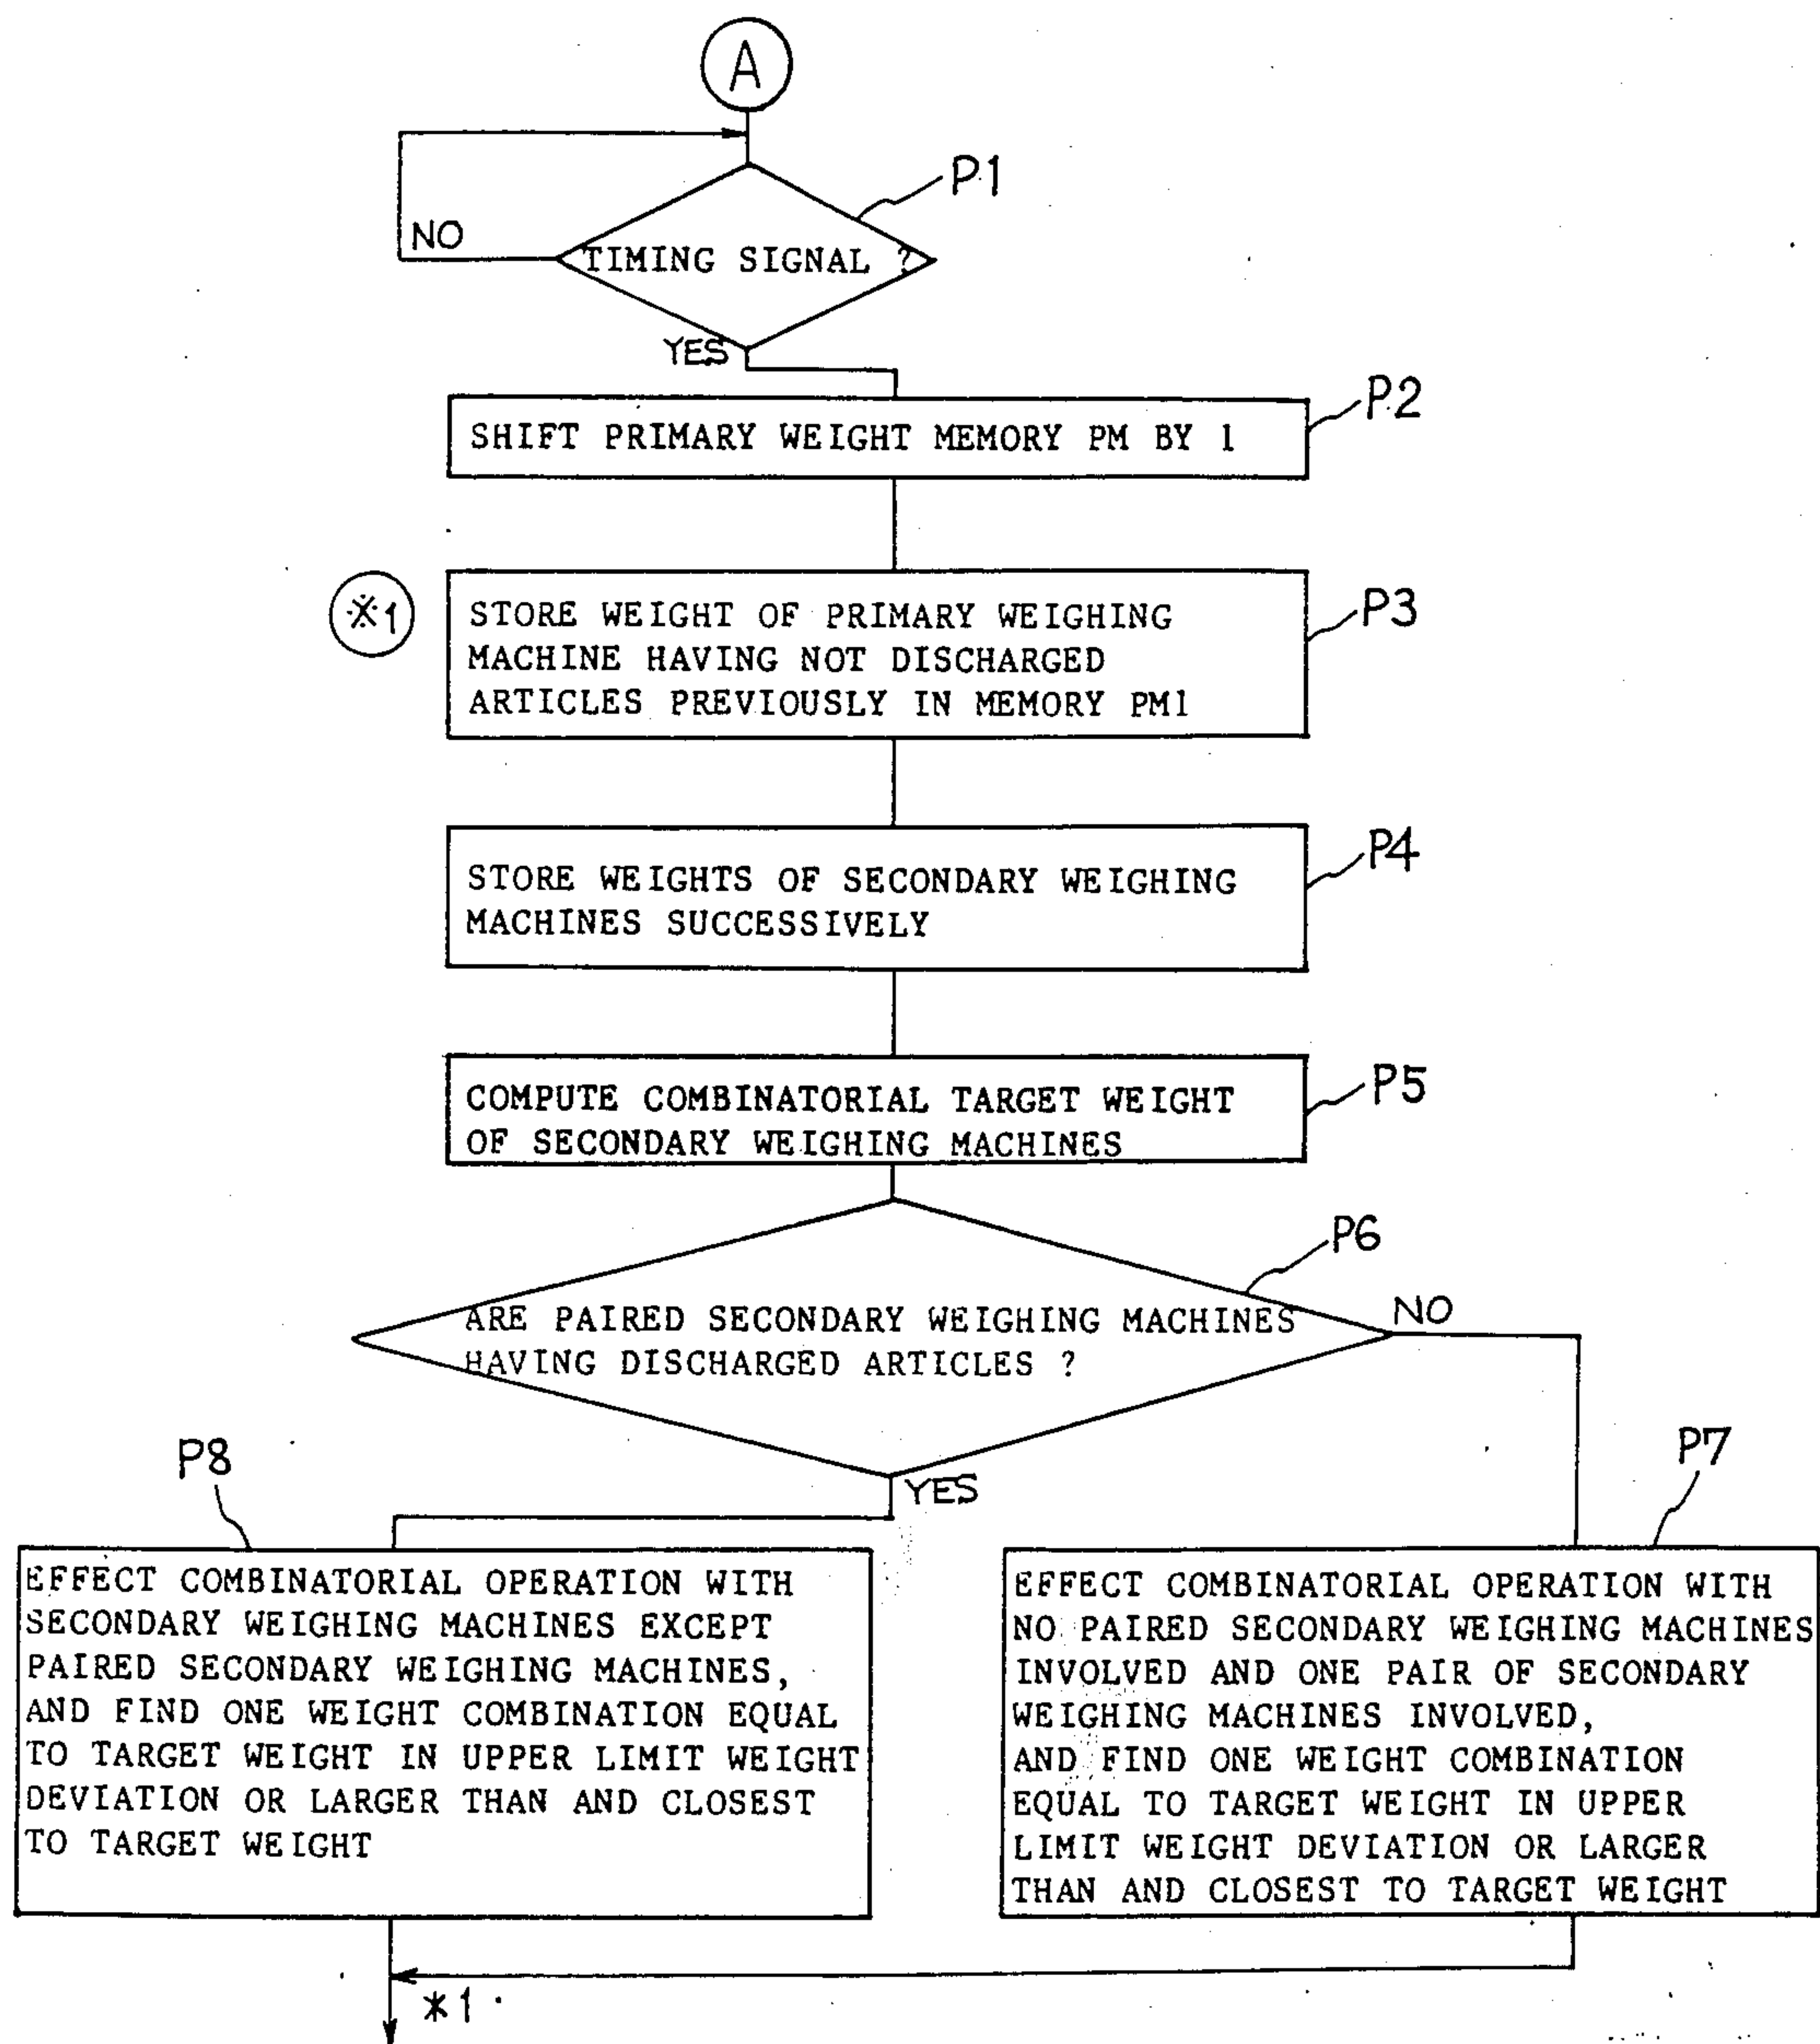 A
P1
NO
TIMING SIGNAL ?
YES
P2
SHIFT PRIMARY WEIGHT MEMORY PM BY 1
※1
P3
STORE WEIGHT OF PRIMARY WEIGHING
MACHINE HAVING NOT DISCHARGED
ARTICLES PREVIOUSLY IN MEMORY PM1
P4
STORE WEIGHTS OF SECONDARY WEIGHING
MACHINES SUCCESSIVELY
P5
COMPUTE COMBINATORIAL TARGET WEIGHT
OF SECONDARY WEIGHING MACHINES
P6
ARE PAIRED SECONDARY WEIGHING MACHINES
HAVING DISCHARGED ARTICLES ?
NO
YES
P8
EFFECT COMBINATORIAL OPERATION WITH
SECONDARY WEIGHING MACHINES EXCEPT
PAIRED SECONDARY WEIGHING MACHINES,
AND FIND ONE WEIGHT COMBINATION EQUAL
TO TARGET WEIGHT IN UPPER LIMIT WEIGHT
DEVIATION OR LARGER THAN AND CLOSEST
TO TARGET WEIGHT
P7
EFFECT COMBINATORIAL OPERATION WITH
NO PAIRED SECONDARY WEIGHING MACHINES
INVOLVED AND ONE PAIR OF SECONDARY
WEIGHING MACHINES INVOLVED,
AND FIND ONE WEIGHT COMBINATION
EQUAL TO TARGET WEIGHT IN UPPER
LIMIT WEIGHT DEVIATION OR LARGER
THAN AND CLOSEST TO TARGET WEIGHT
*1